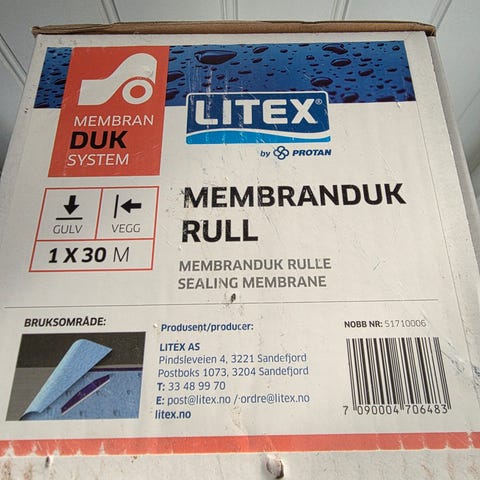 MEMBRAN
DUK
SYSTEM
LITEX®
by PROTAN
GULV
VEGG
1 X 30 M
MEMBRANDUK
RULL
MEMBRANDUK RULLE
SEALING MEMBRANE
BRUKSOMRÅDE:
Produsent/producer:
LITEX AS
Pindsleveien 4, 3221 Sandefjord
Postboks 1073, 3204 Sandefjord
T: 33 48 99 70
E: post@litex.no / ordre@litex.no
litex.no
NOBB NR: 51710006
7 090004 706483